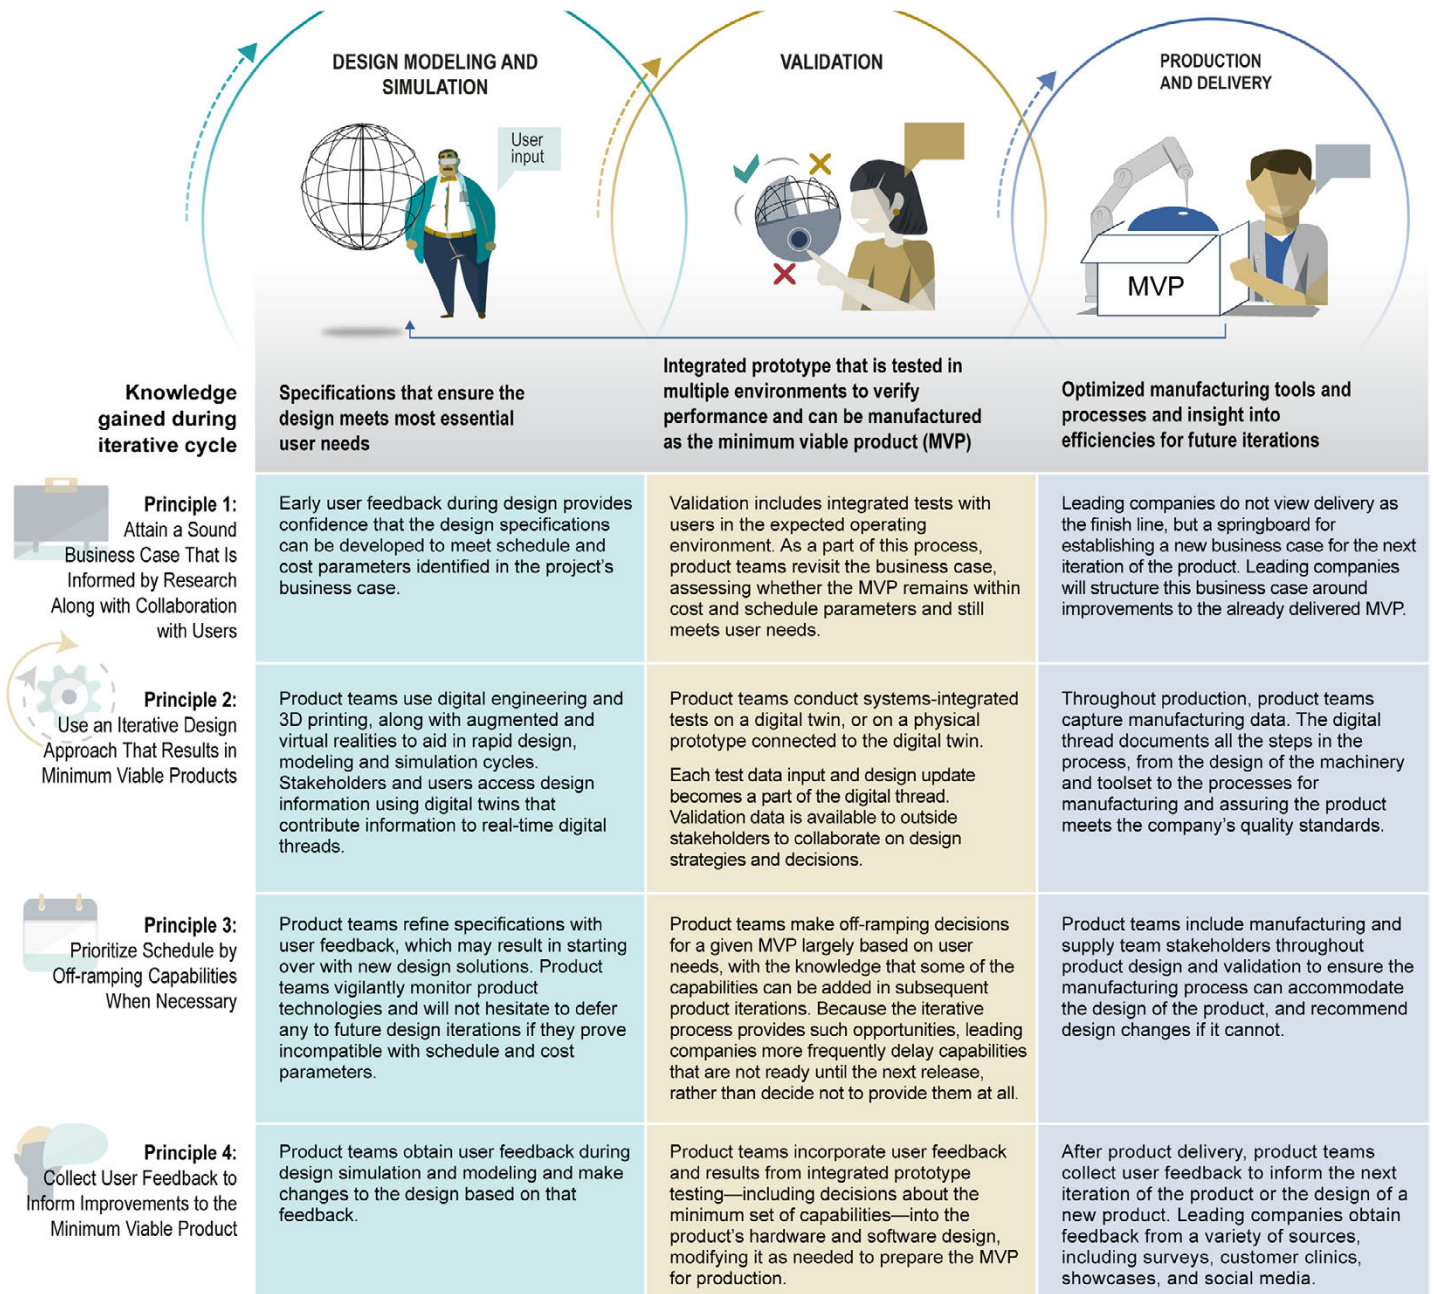 DESIGN MODELING AND
SIMULATION
VALIDATION
PRODUCTION
AND DELIVERY
User
input
MVP
Knowledge
gained during
iterative cycle
Specifications that ensure the
design meets most essential
user needs
Integrated prototype that is tested in
multiple environments to verify
performance and can be manufactured
as the minimum viable product (MVP)
Optimized manufacturing tools and
processes and insight into
efficiencies for future iterations
Principle 1:
Attain a Sound
Business Case That Is
Informed by Research
Along with Collaboration
with Users
Early user feedback during design provides
confidence that the design specifications
can be developed to meet schedule and
cost parameters identified in the project's
business case.
Validation includes integrated tests with
users in the expected operating
environment. As a part of this process,
product teams revisit the business case,
assessing whether the MVP remains within
cost and schedule parameters and still
meets user needs.
Leading companies do not view delivery as
the finish line, but a springboard for
establishing a new business case for the next
iteration of the product. Leading companies
will structure this business case around
improvements to the already delivered MVP.
Principle 2:
Use an Iterative Design
Approach That Results in
Minimum Viable Products
Product teams use digital engineering and
3D printing, along with augmented and
virtual realities to aid in rapid design,
modeling and simulation cycles.
Stakeholders and users access design
information using digital twins that
contribute information to real-time digital
threads.
Product teams conduct systems-integrated
tests on a digital twin, or on a physical
prototype connected to the digital twin.
Each test data input and design update
becomes a part of the digital thread.
Validation data is available to outside
stakeholders to collaborate on design
strategies and decisions.
Throughout production, product teams
capture manufacturing data. The digital
thread documents all the steps in the
process, from the design of the machinery
and toolset to the processes for
manufacturing and assuring the product
meets the company's quality standards.
Principle 3:
Prioritize Schedule by
Off-ramping Capabilities
When Necessary
Product teams refine specifications with
user feedback, which may result in starting
over with new design solutions. Product
teams vigilantly monitor product
technologies and will not hesitate to defer
any to future design iterations if they prove
incompatible with schedule and cost
parameters.
Product teams make off-ramping decisions
for a given MVP largely based on user
needs, with the knowledge that some of the
capabilities can be added in subsequent
product iterations. Because the iterative
process provides such opportunities, leading
companies more frequently delay capabilities
that are not ready until the next release,
rather than decide not to provide them at all.
Product teams include manufacturing and
supply team stakeholders throughout
product design and validation to ensure the
manufacturing process can accommodate
the design of the product, and recommend
design changes if it cannot.
Principle 4:
Collect User Feedback to
Inform Improvements to the
Minimum Viable Product
Product teams obtain user feedback during
design simulation and modeling and make
changes to the design based on that
feedback.
Product teams incorporate user feedback
and results from integrated prototype
testing—including decisions about the
minimum set of capabilities—into the
product's hardware and software design,
modifying it as needed to prepare the MVP
for production.
After product delivery, product teams
collect user feedback to inform the next
iteration of the product or the design of a
new product. Leading companies obtain
feedback from a variety of sources,
including surveys, customer clinics,
showcases, and social media.